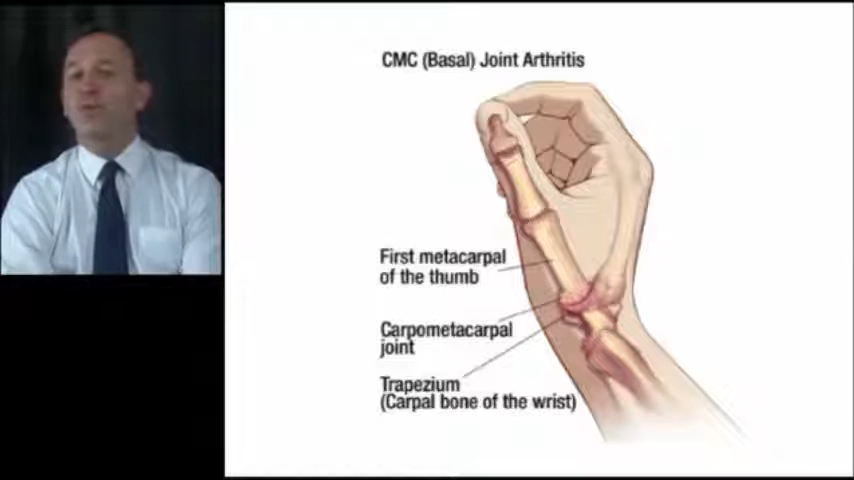 CMC (Basal) Joint Arthritis
First metacarpal
of the thumb
Carpometacarpal
joint
Trapezium
(Carpal bone of the wrist)